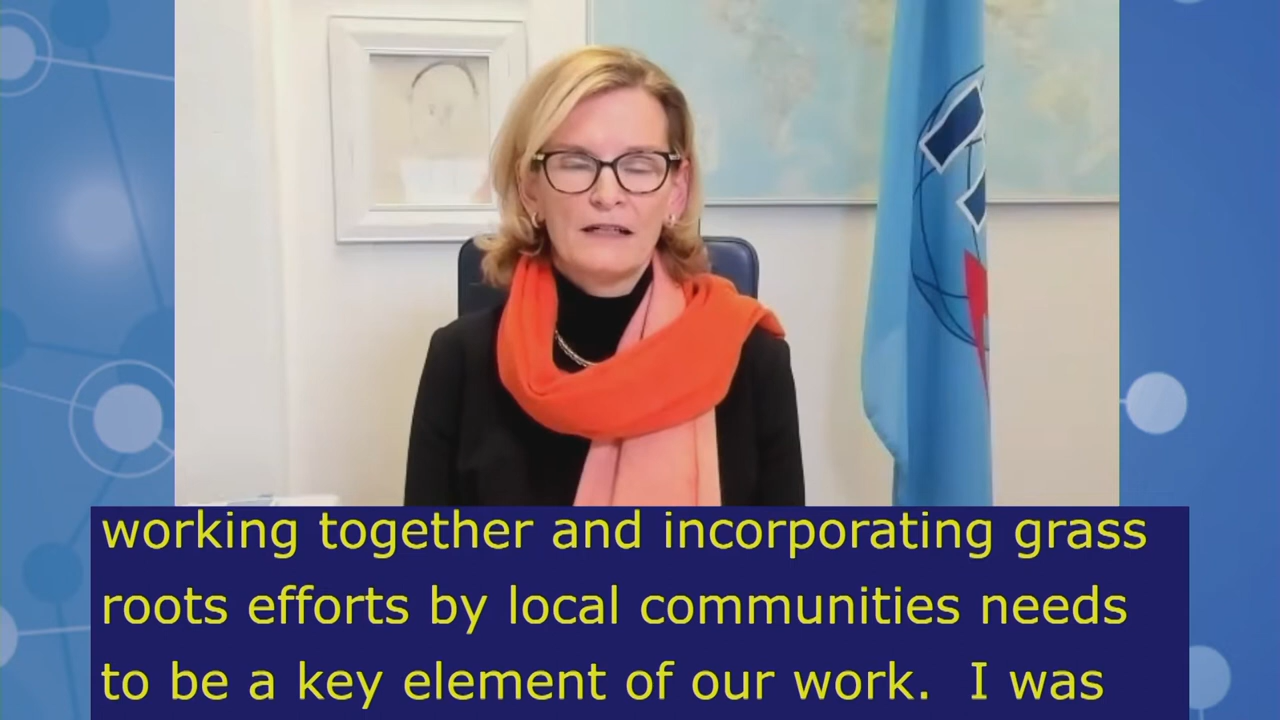 working together and incorporating grass
roots efforts by local communities needs
to be a key element of our work.  I was